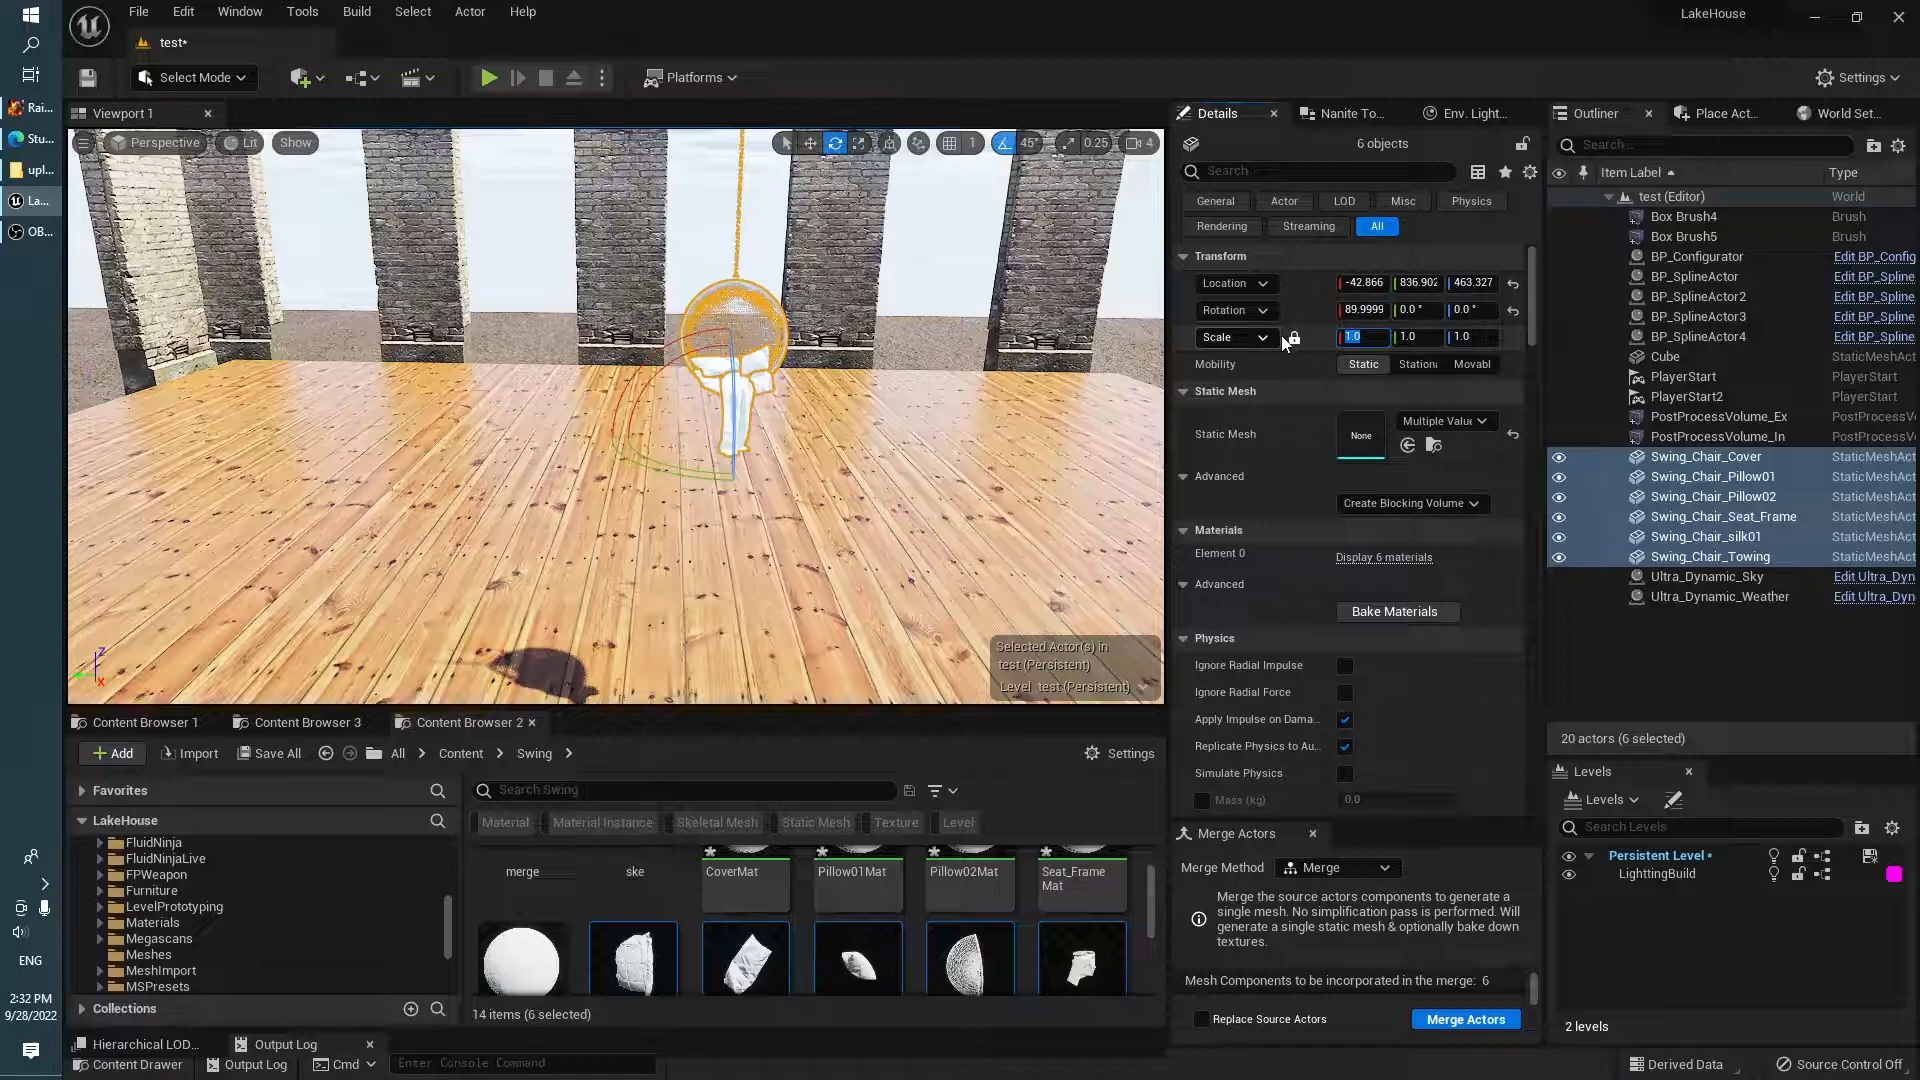 File Edit Window Tools Build Select Actor Help
LakeHouse
test*
Select Mode
Platforms
Settings
Rai...
Stu...
upl...
La...
OB...
ENG
2:32 PM
9/28/2022
Viewport 1
Perspective Lit Show
1 45° 0.25 4
Selected Actor(s) in
test (Persistent)
Level test (Persistent)
Z
X
Details Nanite To... Env. Light...
6 objects
Search
General Actor LOD Misc Physics
Rendering Streaming All
Transform
Location -42.866 836.902 463.327
Rotation 89.9999 0.0 ° 0.0 °
Scale 1.0 1.0 1.0
Mobility Static Station Movabl
Static Mesh
Static Mesh None Multiple Value
Advanced
Create Blocking Volume
Materials
Element 0 Display 6 materials
Advanced
Bake Materials
Physics
Ignore Radial Impulse
Ignore Radial Force
Apply Impulse on Dama...
Replicate Physics to Au...
Simulate Physics
Mass (kg) 0.0
Merge Actors
Merge Method Merge
Merge the source actors components to generate a
single mesh. No simplification pass is performed. Will
generate a single static mesh & optionally bake down
textures.
Mesh Components to be incorporated in the merge: 6
Replace Source Actors Merge Actors
Outliner Place Act... World Set...
Search...
Item Label Type
test (Editor) World
Box Brush4 Brush
Box Brush5 Brush
BP_Configurator Edit BP_Config
BP_SplineActor Edit BP_Spline
BP_SplineActor2 Edit BP_Spline
BP_SplineActor3 Edit BP_Spline
BP_SplineActor4 Edit BP_Spline
Cube StaticMeshAct
PlayerStart PlayerStart
PlayerStart2 PlayerStart
PostProcessVolume_Ex PostProcessV
PostProcessVolume_In PostProcessV
Swing_Chair_Cover StaticMeshAct
Swing_Chair_Pillow01 StaticMeshAct
Swing_Chair_Pillow02 StaticMeshAct
Swing_Chair_Seat_Frame StaticMeshAct
Swing_Chair_silk01 StaticMeshAct
Swing_Chair_Towing StaticMeshAct
Ultra_Dynamic_Sky Edit Ultra_Dyn
Ultra_Dynamic_Weather Edit Ultra_Dyn
20 actors (6 selected)
Levels
Levels
Search Levels
Persistent Level *
LighttingBuild
2 levels
Content Browser 1 Content Browser 3 Content Browser 2
Add Import Save All All Content Swing Settings
Favorites
LakeHouse
FluidNinja
FluidNinjaLive
FPWeapon
Furniture
LevelPrototyping
Materials
Megascans
Meshes
MeshImport
MSPresets
Collections
Search Swing
Material Material Instance Skeletal Mesh Static Mesh Texture Level
merge ske CoverMat Pillow01Mat Pillow02Mat Seat_Frame
Mat
14 items (6 selected)
Hierarchical LOD... Output Log
Content Drawer Output Log Cmd Enter Console Command
Derived Data Source Control Off